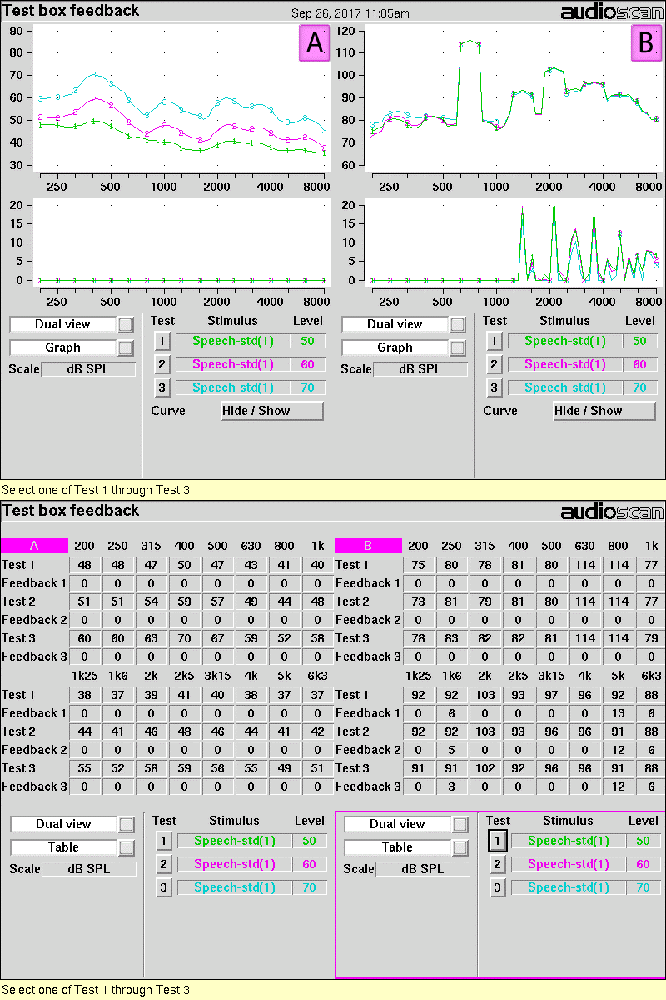 Test box feedback
Sep 26, 2017 11:05am
audioscan
90
80
70
60
50
40
30
A
250 500 1000 2000 4000 8000
120
110
100
90
80
70
60
B
250 500 1000 2000 4000 8000
20
15
10
5
0
250 500 1000 2000 4000 8000
20
15
10
5
0
250 500 1000 2000 4000 8000
Dual view
Graph
Scale dB SPL
Test Stimulus Level
1 Speech-std(1) 50
2 Speech-std(1) 60
3 Speech-std(1) 70
Curve Hide / Show
Dual view
Graph
Scale dB SPL
Test Stimulus Level
1 Speech-std(1) 50
2 Speech-std(1) 60
3 Speech-std(1) 70
Curve Hide / Show
Select one of Test 1 through Test 3.
Test box feedback
audioscan
A 200 250 315 400 500 630 800 1k
Test 1 48 48 47 50 47 43 41 40
Feedback 1 0 0 0 0 0 0 0 0
Test 2 51 51 54 59 57 49 44 48
Feedback 2 0 0 0 0 0 0 0 0
Test 3 60 60 63 70 67 59 52 58
Feedback 3 0 0 0 0 0 0 0 0
1k25 1k6 2k 2k5 3k15 4k 5k 6k3
Test 1 38 37 39 41 40 38 37 37
Feedback 1 0 0 0 0 0 0 0 0
Test 2 44 41 46 48 46 44 41 42
Feedback 2 0 0 0 0 0 0 0 0
Test 3 55 52 58 59 56 55 49 51
Feedback 3 0 0 0 0 0 0 0 0
B 200 250 315 400 500 630 800 1k
Test 1 75 80 78 81 80 114 114 77
Feedback 1 0 0 0 0 0 0 0 0
Test 2 73 81 79 81 80 114 114 77
Feedback 2 0 0 0 0 0 0 0 0
Test 3 78 83 82 82 81 114 114 79
Feedback 3 0 0 0 0 0 0 0 0
1k25 1k6 2k 2k5 3k15 4k 5k 6k3
Test 1 92 92 103 93 97 96 92 88
Feedback 1 0 6 0 0 0 0 13 6
Test 2 92 92 103 93 96 96 91 88
Feedback 2 0 5 0 0 0 0 12 6
Test 3 91 91 102 92 96 96 91 88
Feedback 3 0 3 0 0 0 0 12 6
Dual view
Table
Scale dB SPL
Test Stimulus Level
1 Speech-std(1) 50
2 Speech-std(1) 60
3 Speech-std(1) 70
Dual view
Table
Scale dB SPL
Test Stimulus Level
1 Speech-std(1) 50
2 Speech-std(1) 60
3 Speech-std(1) 70
Select one of Test 1 through Test 3.